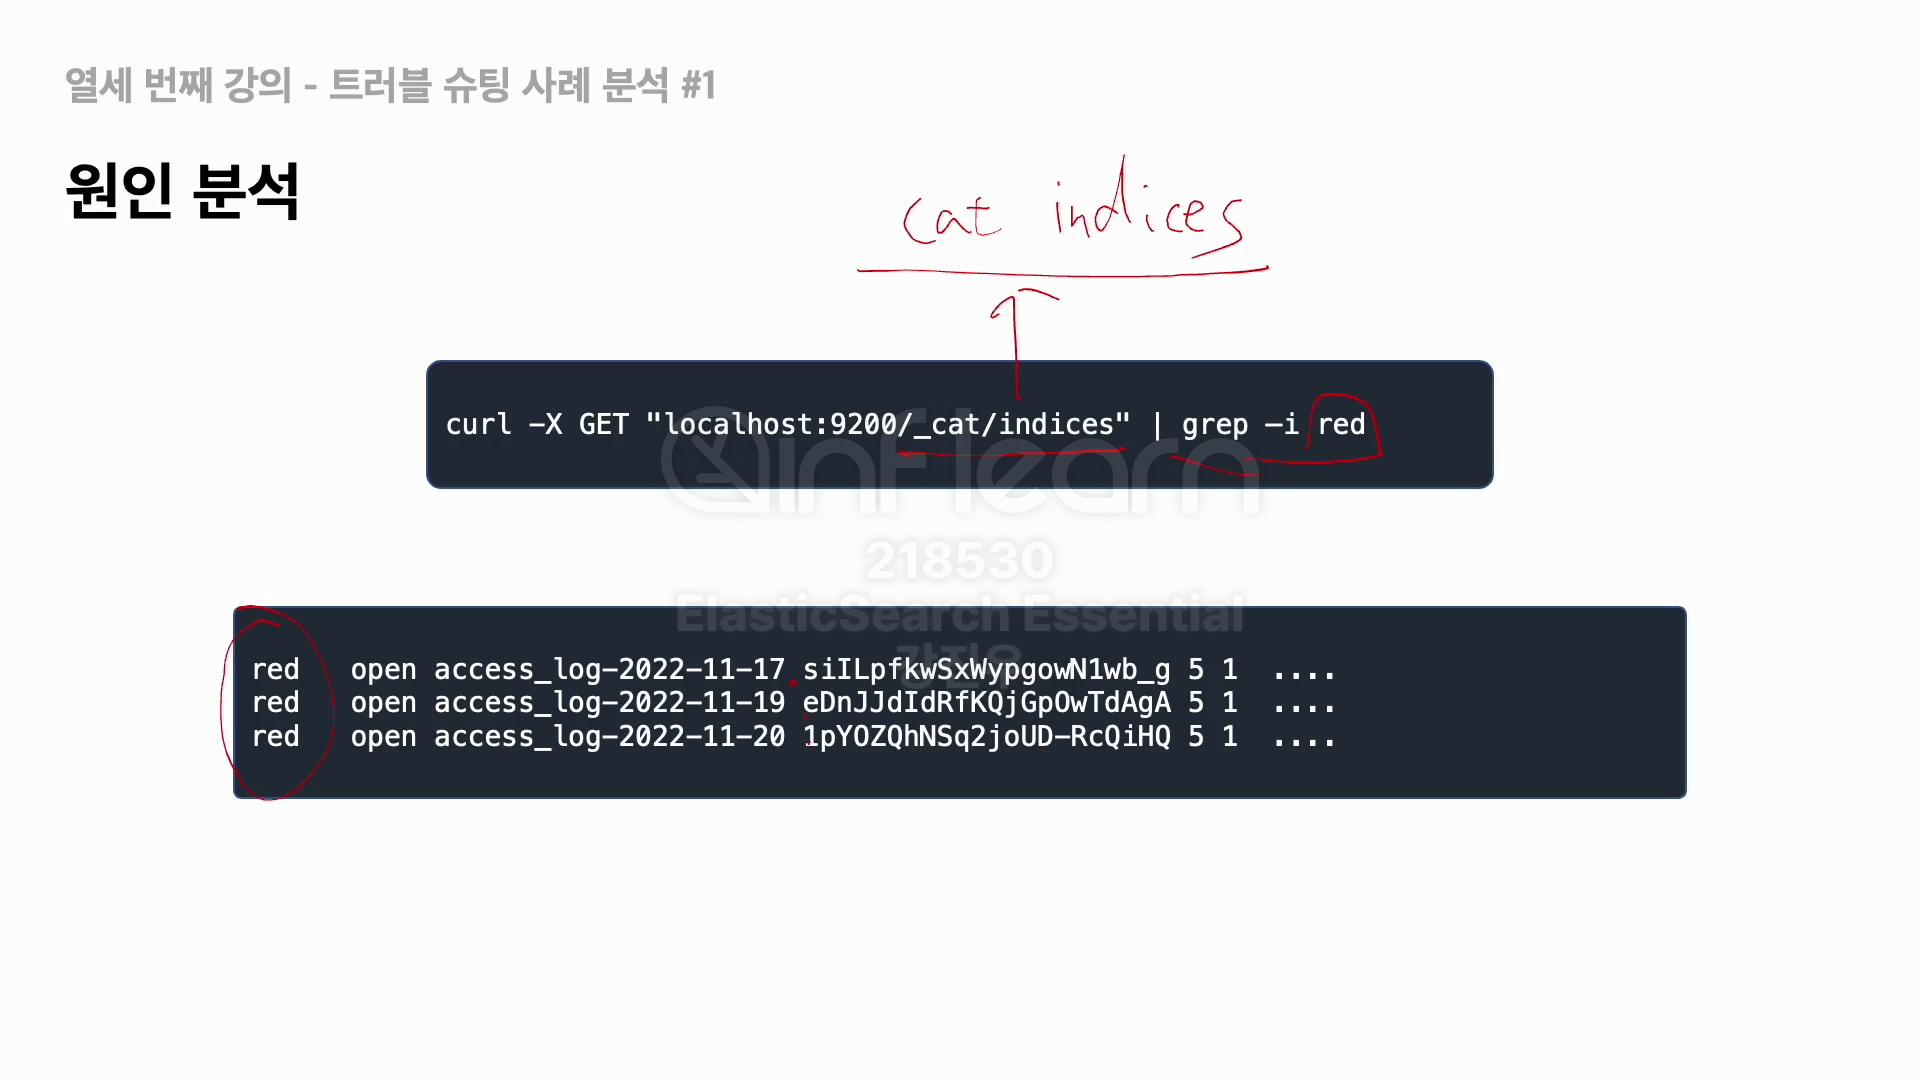 열세 번째 강의 - 트러블 슈팅 사례 분석 #1
원인 분석
cat indices
curl -X GET "localhost:9200/_cat/indices" | grep -i red
inflearn
218530
ElasticSearch Essential
강진우
red open access_log-2022-11-17 siILpfkwSxWypgowN1wb_g 5 1 ....
red open access_log-2022-11-19 eDnJJdIdRfKQjGpOwTdAgA 5 1 ....
red open access_log-2022-11-20 1pYOZQhNSq2joUD-RcQiHQ 5 1 ....